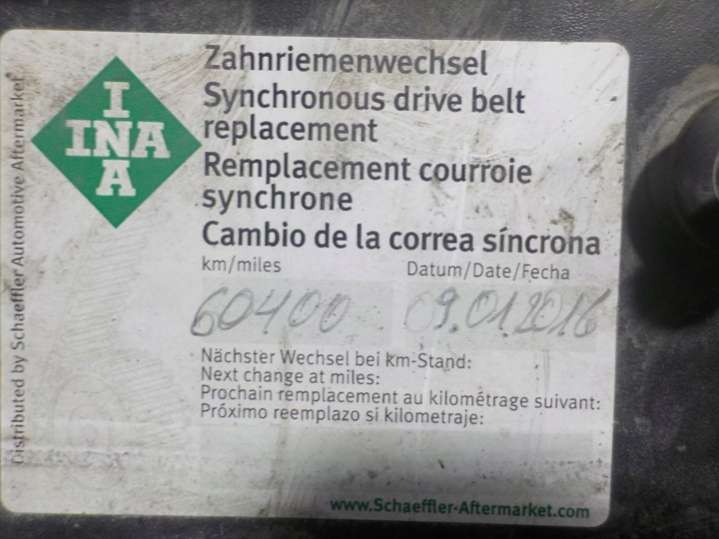 INA
INA
Zahnriemenwechsel
Synchronous drive belt
replacement
Remplacement courroie
synchrone
Cambio de la correa síncrona
km/miles Datum/Date/Fecha
60400 09.01.2016
Nächster Wechsel bei km-Stand:
Next change at miles:
Prochain remplacement au kilométrage suivant:
Próximo reemplazo si kilometraje:
www.Schaeffler-Aftermarket.com
Distributed by Schaeffler Automotive Aftermarket